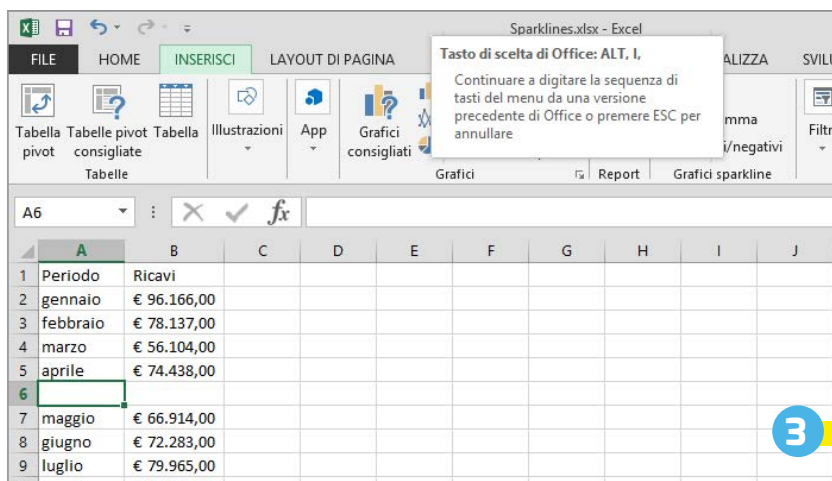 Sparklines.xlsx - Excel
FILE HOME INSERISCI LAYOUT DI PAGINA
Tasto di scelta di Office: ALT, I,
Continuare a digitare la sequenza di
tasti del menu da una versione
precedente di Office o premere ESC per
annullare
ALIZZA SVILU
Tabella pivot
Tabelle pivot consigliate
Tabella
Illustrazioni
App
Grafici consigliati
mma
i/negativi
Filtr
Tabelle Grafici Report Grafici sparkline
A6 fx
A B C D E F G H I J
1 Periodo Ricavi
2 gennaio € 96.166,00
3 febbraio € 78.137,00
4 marzo € 56.104,00
5 aprile € 74.438,00
6
7 maggio € 66.914,00
8 giugno € 72.283,00
9 luglio € 79.965,00
3